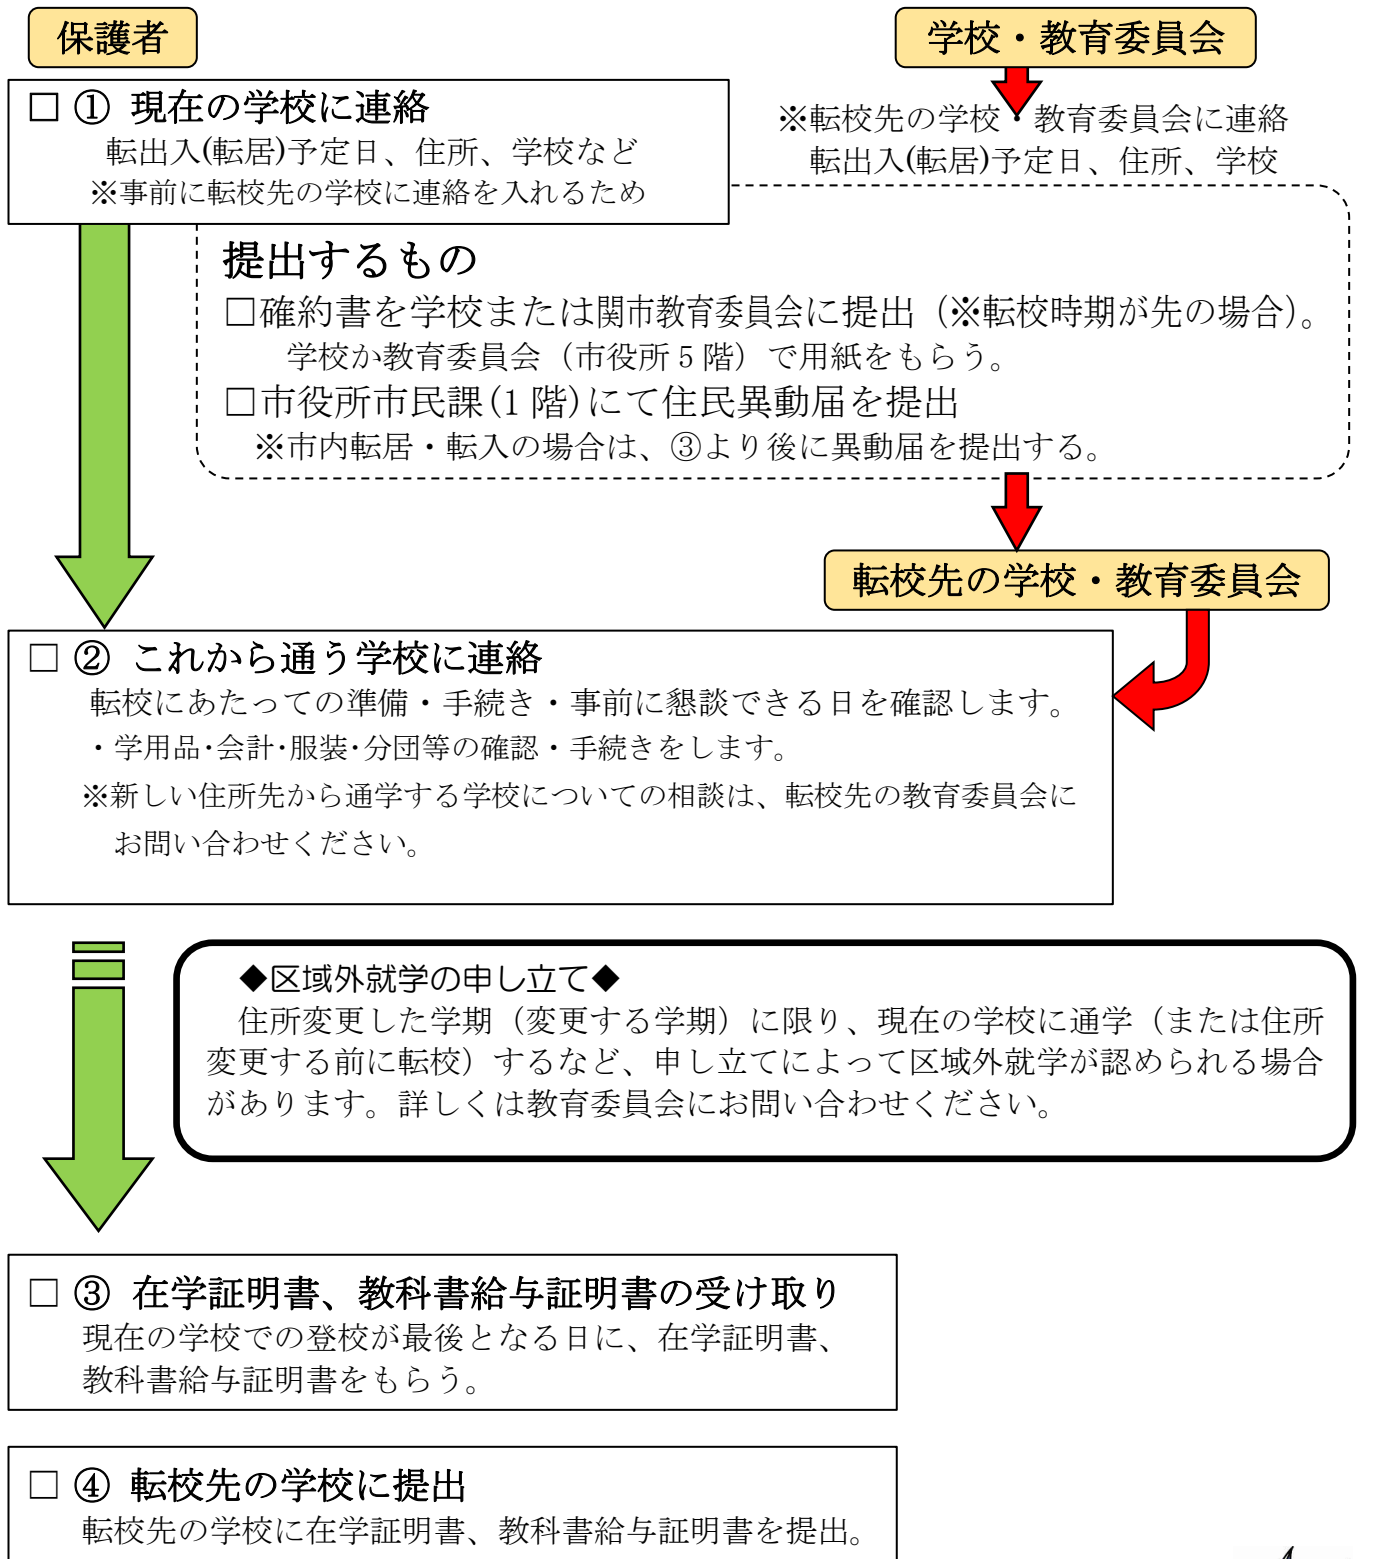 保護者
学校・教育委員会
□ ① 現在の学校に連絡
転出入(転居)予定日、住所、学校など
※事前に転校先の学校に連絡を入れるため
※転校先の学校・教育委員会に連絡
転出入(転居)予定日、住所、学校
提出するもの
□確約書を学校または関市教育委員会に提出（※転校時期が先の場合）。
学校か教育委員会（市役所５階）で用紙をもらう。
□市役所市民課(1 階)にて住民異動届を提出
※市内転居・転入の場合は、③より後に異動届を提出する。
転校先の学校・教育委員会
□ ② これから通う学校に連絡
転校にあたっての準備・手続き・事前に懇談できる日を確認します。
・学用品･会計･服装･分団等の確認・手続きをします。
※新しい住所先から通学する学校についての相談は、転校先の教育委員会に
お問い合わせください。
◆区域外就学の申し立て◆
住所変更した学期（変更する学期）に限り、現在の学校に通学（または住所
変更する前に転校）するなど、申し立てによって区域外就学が認められる場合
があります。詳しくは教育委員会にお問い合わせください。
□ ③ 在学証明書、教科書給与証明書の受け取り
現在の学校での登校が最後となる日に、在学証明書、
教科書給与証明書をもらう。
□ ④ 転校先の学校に提出
転校先の学校に在学証明書、教科書給与証明書を提出。